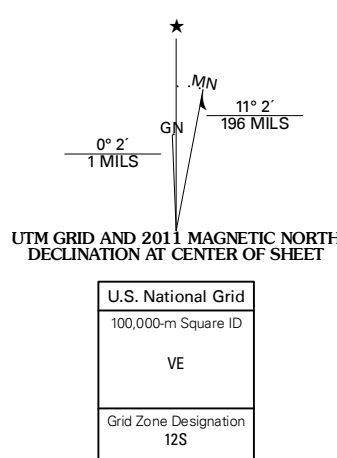 ★
MN
11° 2´
196 MILS
GN
0° 2´
1 MILS
UTM GRID AND 2011 MAGNETIC NORTH
DECLINATION AT CENTER OF SHEET
U.S. National Grid
100,000-m Square ID
VE
Grid Zone Designation
12S